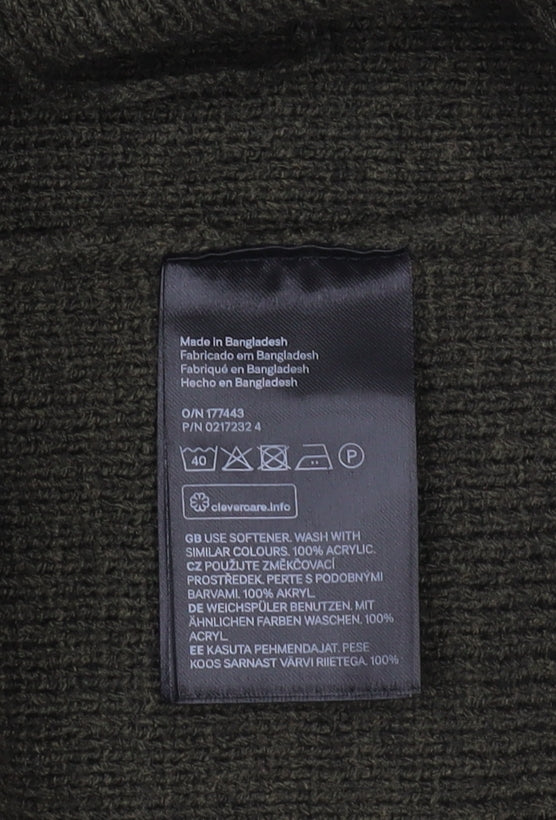 Made in Bangladesh
Fabricado em Bangladesh
Fabriqué en Bangladesh
Hecho en Bangladesh
O/N 177443
P/N 0217232 4
40 P
clevercare.info
GB USE SOFTENER. WASH WITH
SIMILAR COLOURS. 100% ACRYLIC.
CZ POUŽIJTE ZMĚKČOVACÍ
PROSTŘEDEK. PERTE S PODOBNÝMI
BARVAMI. 100% AKRYL.
DE WEICHSPÜLER BENUTZEN. MIT
ÄHNLICHEN FARBEN WASCHEN. 100%
ACRYL.
EE KASUTA PEHMENDAJAT. PESE
KOOS SARNAST VÄRVI RIIETEGA. 100%